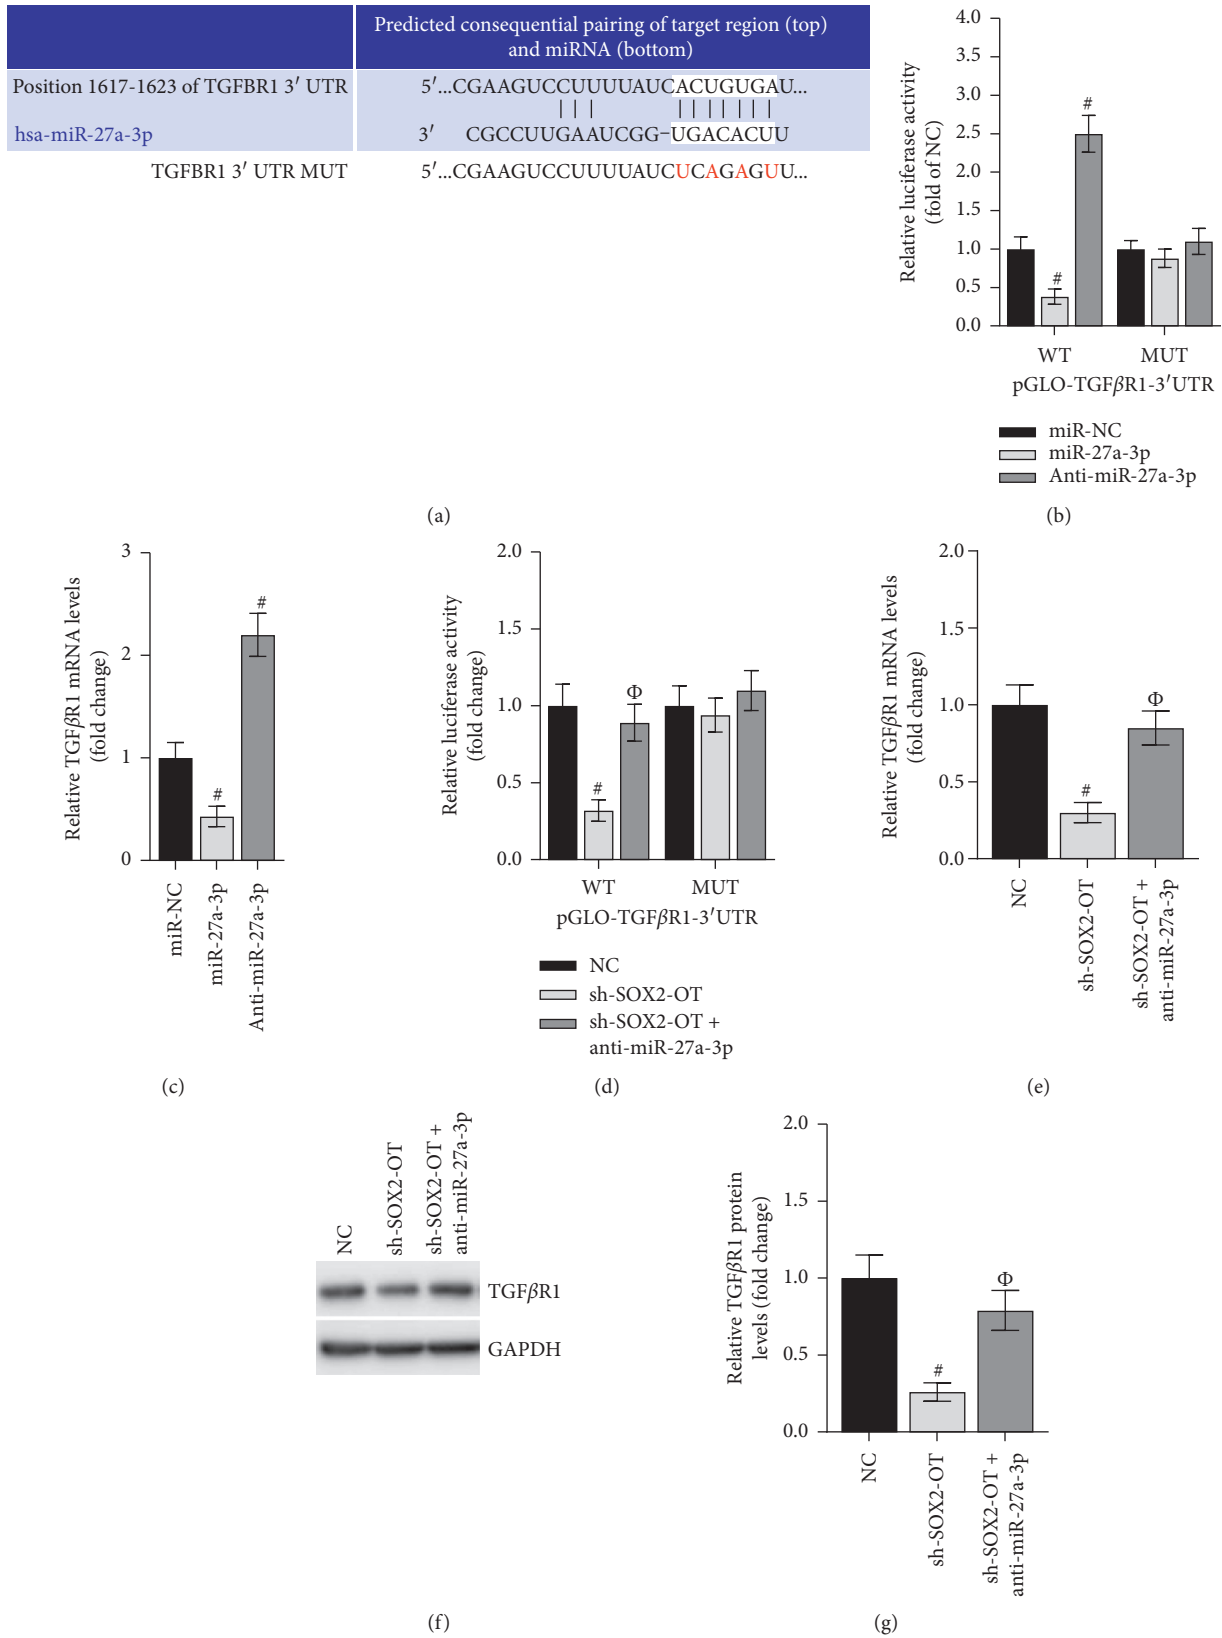 Predicted consequential pairing of target region (top)
and miRNA (bottom)
Position 1617-1623 of TGFBR1 3′ UTR
5′...CGAAGUCCUUUUAUCACUGUGAU...
hsa-miR-27a-3p
3′ CGCCUUGAAUCGG-UGACACUU
TGFBR1 3′ UTR MUT
5′...CGAAGUCCUUUUAUCUCAGAGUU...
(a)
Relative luciferase activity
(fold of NC)
4.0
3.5
3.0
2.5
2.0
1.5
1.0
0.5
0.0
#
#
WT
MUT
pGLO-TGFβR1-3′UTR
miR-NC
miR-27a-3p
Anti-miR-27a-3p
(b)
Relative TGFβR1 mRNA levels
(fold change)
3
2
1
0
#
#
miR-NC
miR-27a-3p
Anti-miR-27a-3p
(c)
Relative luciferase activity
(fold change)
2.0
1.5
1.0
0.5
0.0
#
Φ
WT
MUT
pGLO-TGFβR1-3′UTR
NC
sh-SOX2-OT
sh-SOX2-OT +
anti-miR-27a-3p
(d)
Relative TGFβR1 mRNA levels
(fold change)
2.0
1.5
1.0
0.5
0.0
#
Φ
NC
sh-SOX2-OT
sh-SOX2-OT +
anti-miR-27a-3p
(e)
NC
sh-SOX2-OT
sh-SOX2-OT +
anti-miR-27a-3p
TGFβR1
GAPDH
(f)
Relative TGFβR1 protein
levels (fold change)
2.0
1.5
1.0
0.5
0.0
#
Φ
NC
sh-SOX2-OT
sh-SOX2-OT +
anti-miR-27a-3p
(g)